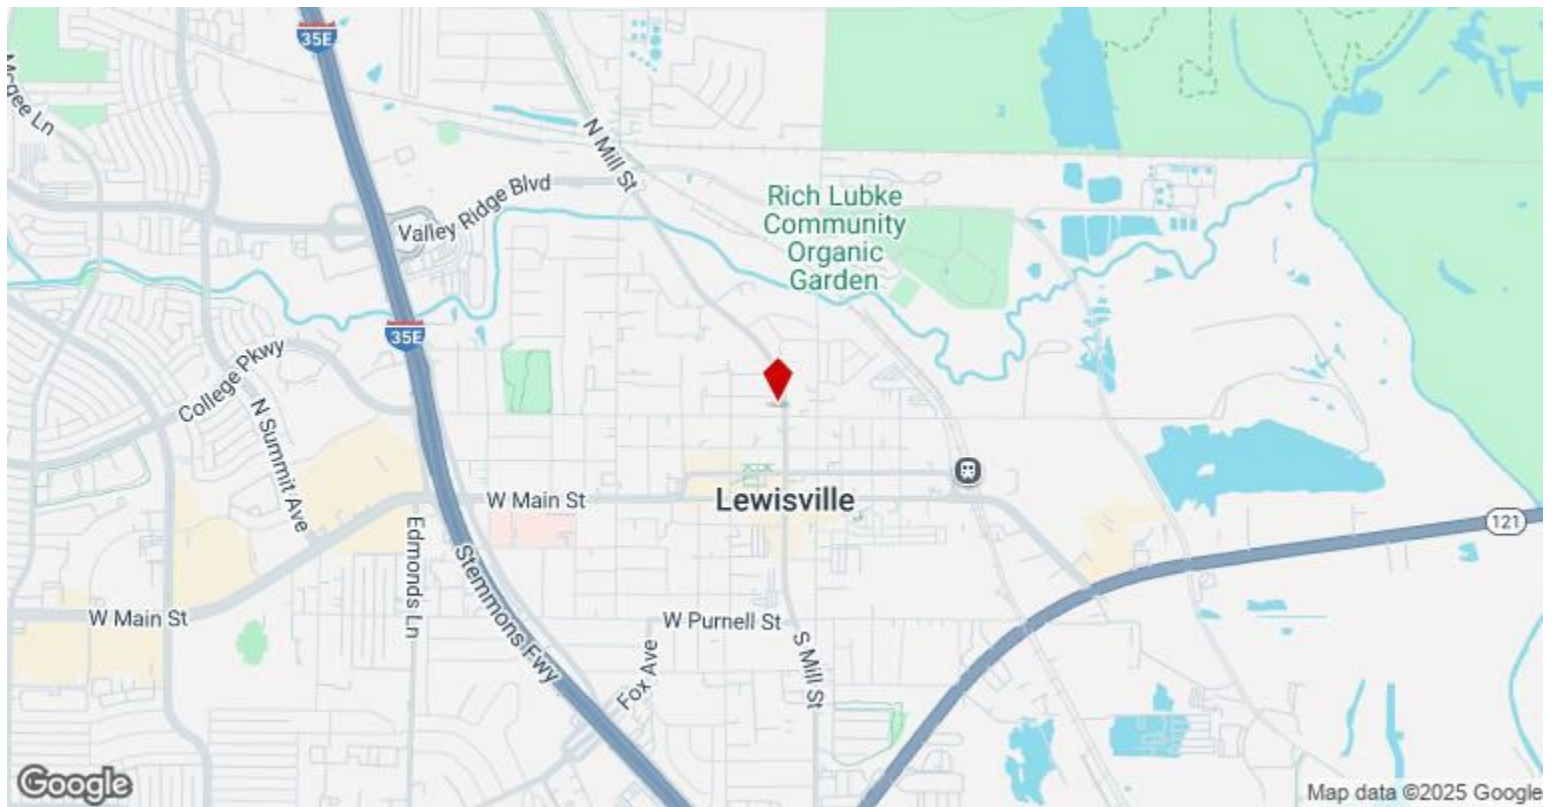 35E
Mcgee Ln
N Mill St
Valley Ridge Blvd
Rich Lubke
Community
Organic
Garden
35E
College Pkwy
N Summit Ave
W Main St
Lewisville
Edmonds Ln
Stemmons Fwy
121
W Main St
W Purnell St
Fox Ave
S Mill St
Google
Map data ©2025 Google